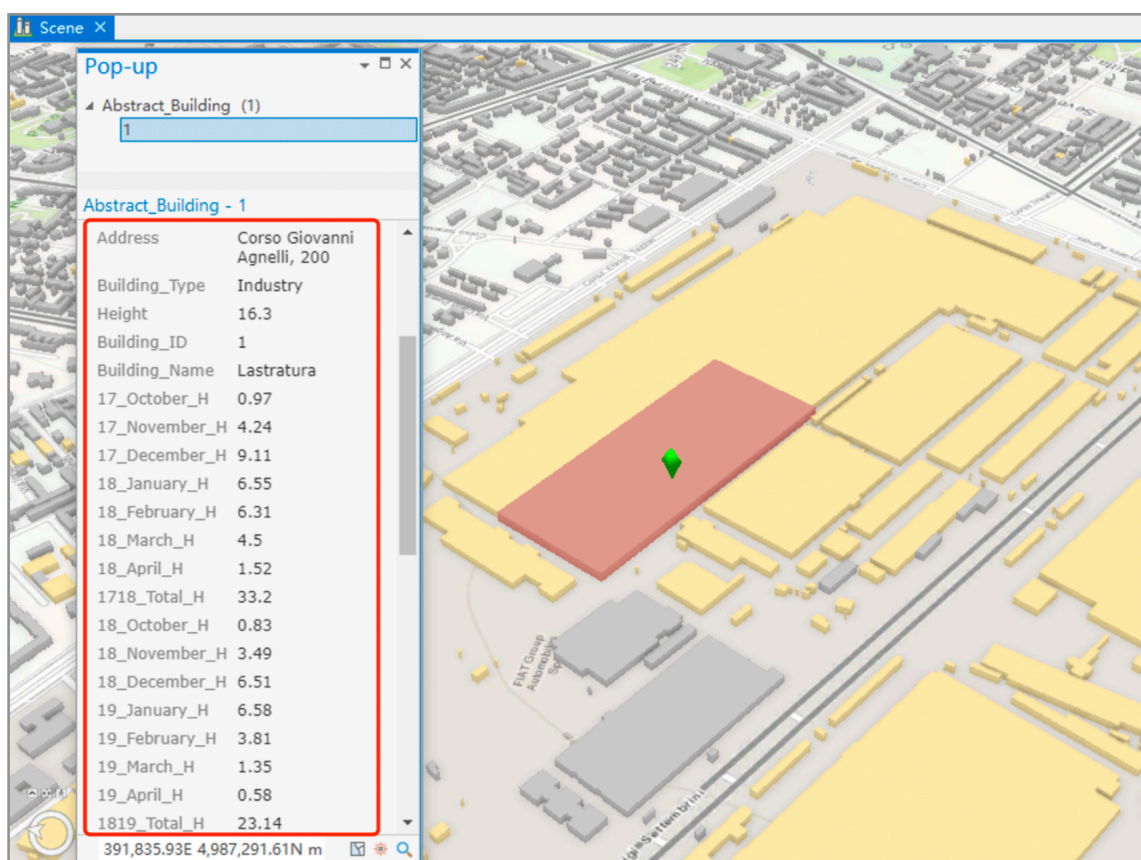 Scene
Pop-up
Abstract_Building (1)
1
Abstract_Building - 1
Address Corso Giovanni
Agnelli, 200
Building_Type Industry
Height 16.3
Building_ID 1
Building_Name Lastratura
17_October_H 0.97
17_November_H 4.24
17_December_H 9.11
18_January_H 6.55
18_February_H 6.31
18_March_H 4.5
18_April_H 1.52
1718_Total_H 33.2
18_October_H 0.83
18_November_H 3.49
18_December_H 6.51
19_January_H 6.58
19_February_H 3.81
19_March_H 1.35
19_April_H 0.58
1819_Total_H 23.14
391,835.93E 4,987,291.61N m
FIAT Group
Automobiles
Settembrini